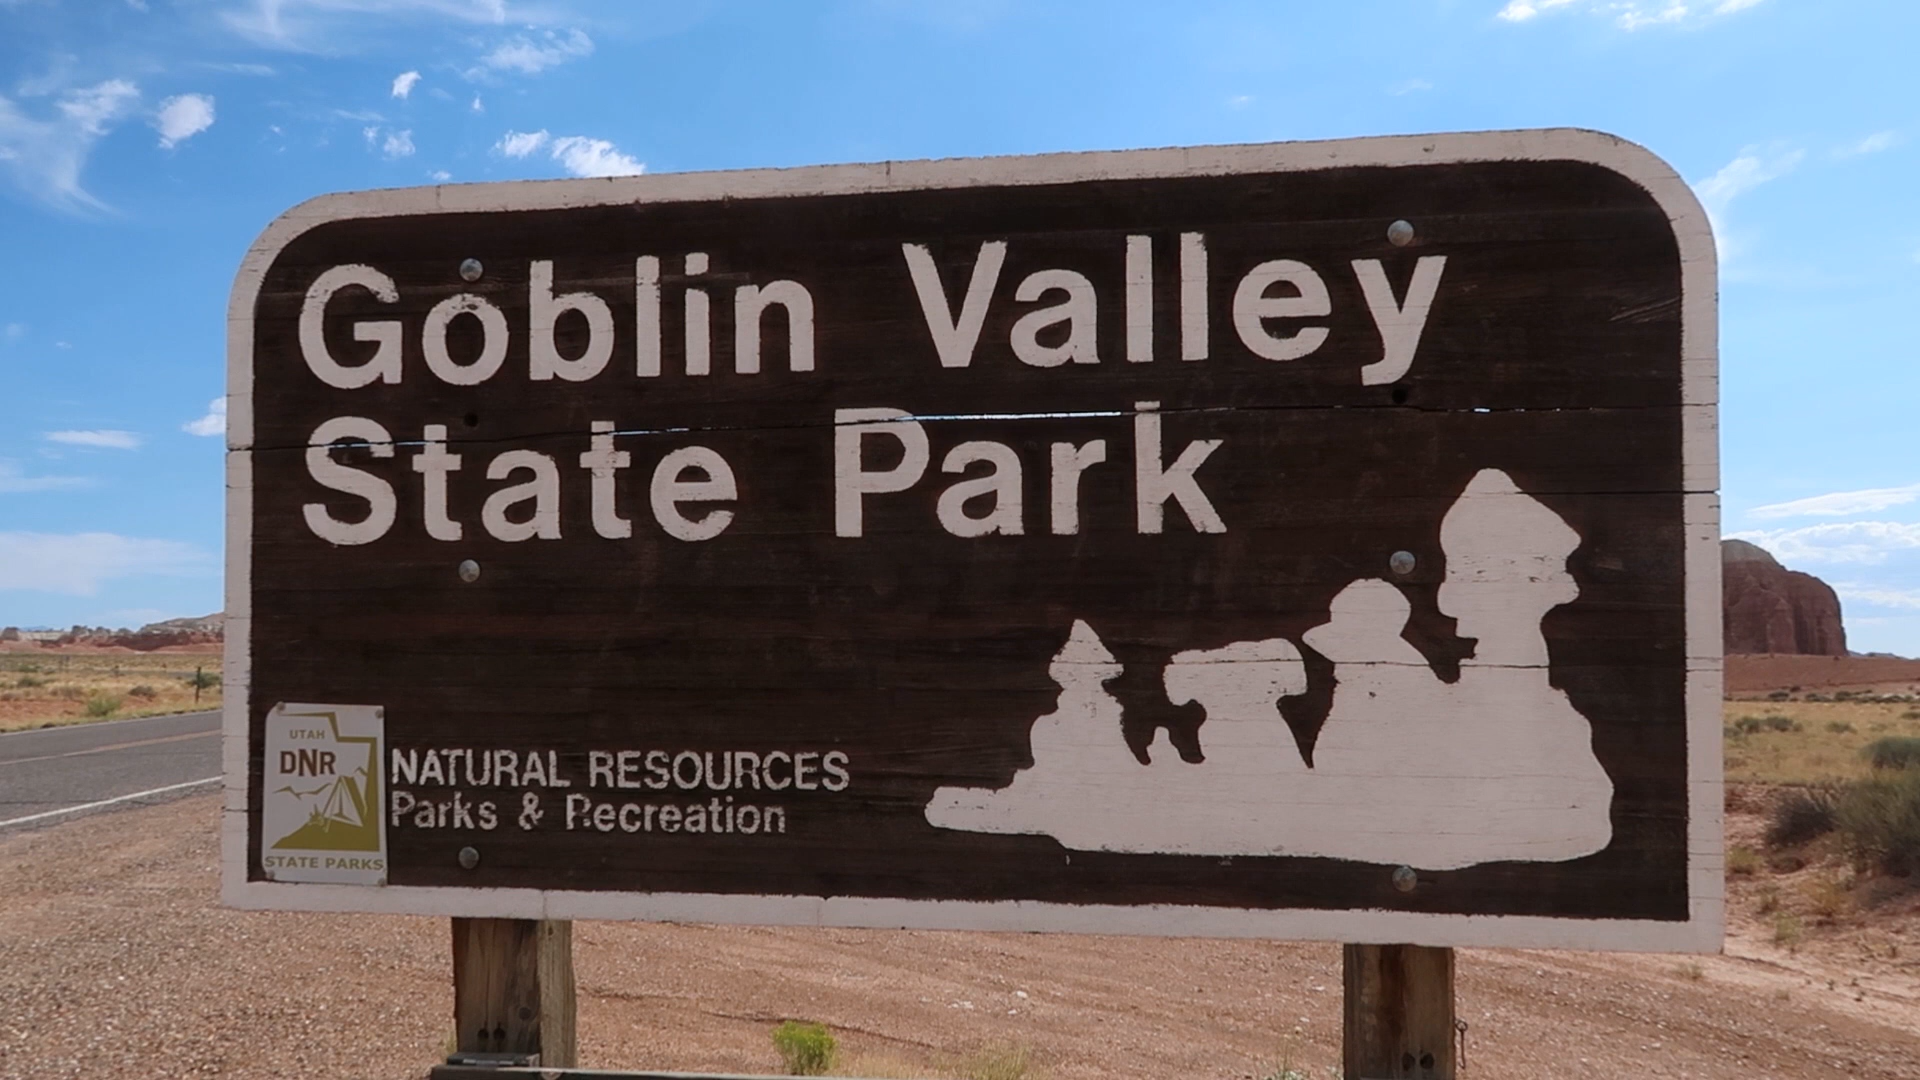 Goblin Valley
State Park
UTAH
DNR
STATE PARKS
NATURAL RESOURCES
Parks & Recreation